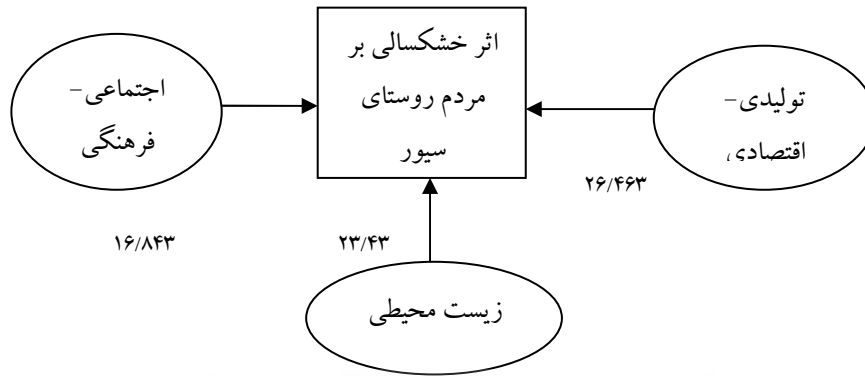 اثر خشکسالی بر
مردم روستای
سیور
تولیدی-
اقتصادی
اجتماعی-
فرهنگی
۲۶/۴۶۳
۲۳/۴۳
۱۶/۸۴۳
زیست محیطی